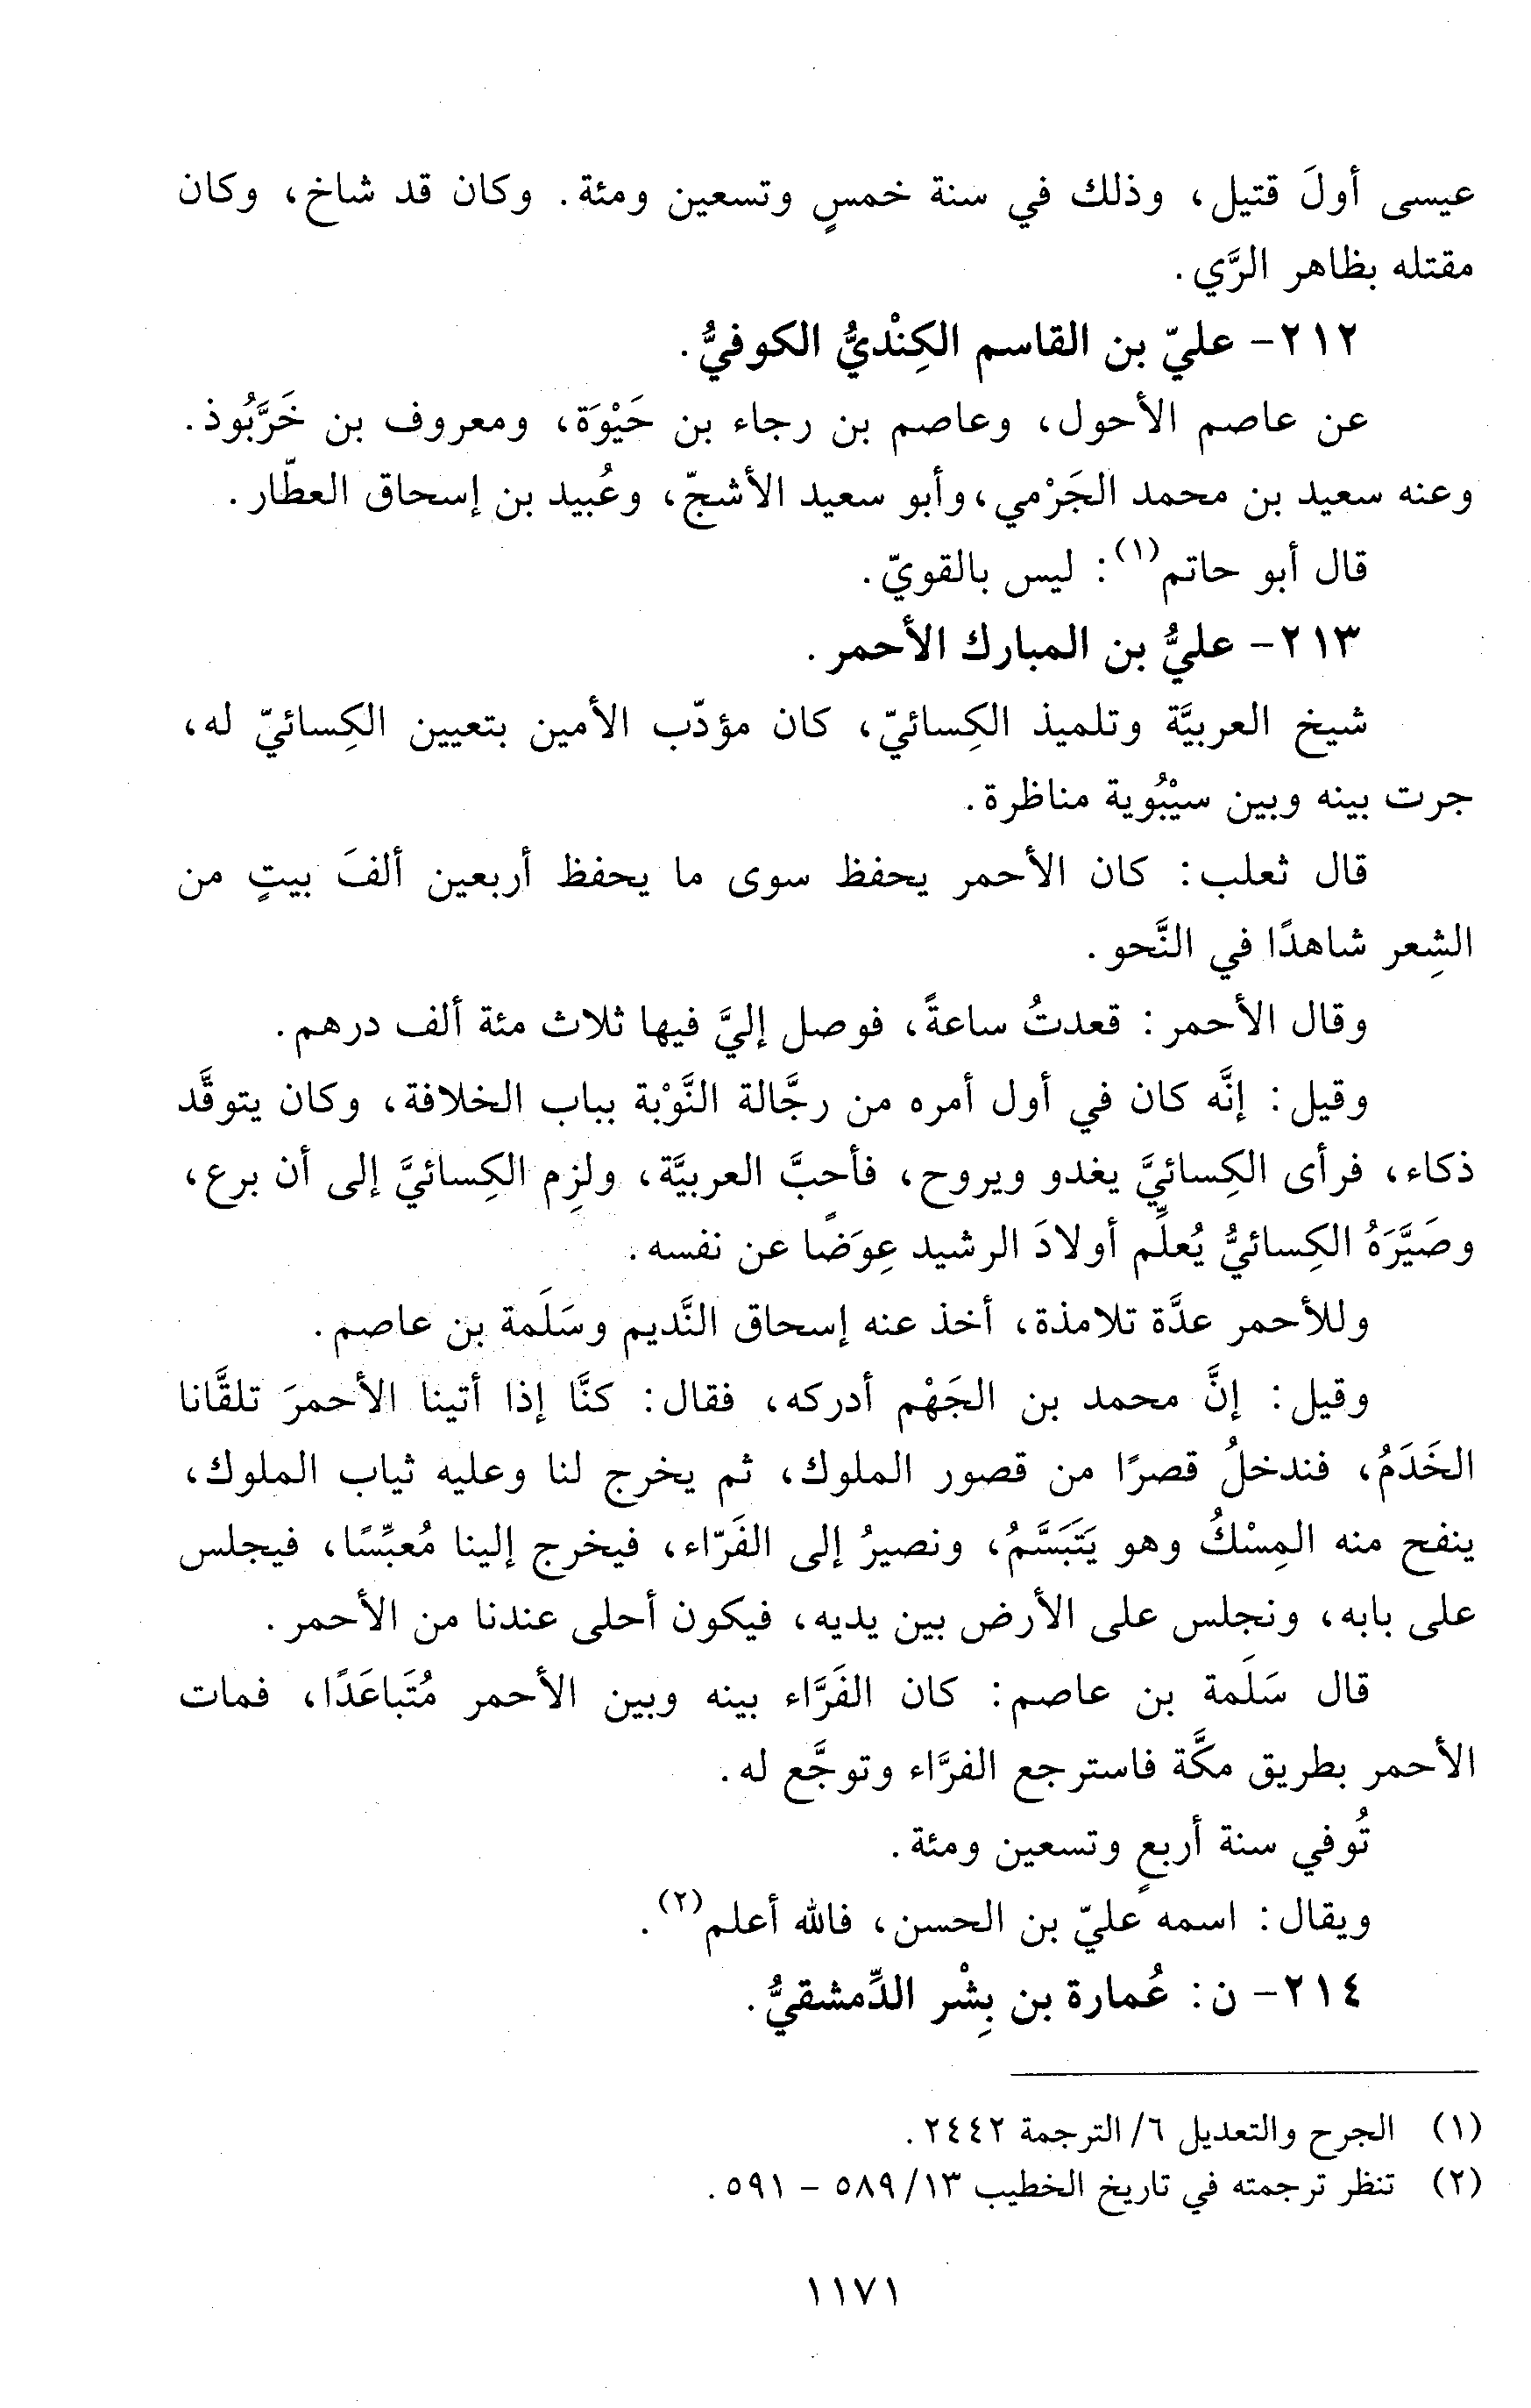 عيسى أولَ قتيل، وذلك في سنة خمسٍ وتسعين ومئة. وكان قد شاخ، وكان
مقتله بظاهر الرَّي.
٢١٢- عليّ بن القاسم الكِنْديُّ الكوفيُّ.
عن عاصم الأحول، وعاصم بن رجاء بن حَيْوَة، ومعروف بن خَرَّبُوذ.
وعنه سعيد بن محمد الجَرْمي، وأبو سعيد الأشجّ، وعُبيد بن إسحاق العطّار.
قال أبو حاتم(١): ليس بالقويّ.
٢١٣- عليُّ بن المبارك الأحمر.
شيخ العربيَّة وتلميذ الكِسائيّ، كان مؤدّب الأمين بتعيين الكِسائيّ له،
جرت بينه وبين سيْبُوية مناظرة.
قال ثعلب: كان الأحمر يحفظ سوى ما يحفظ أربعين ألفَ بيتٍ من
الشِعر شاهدًا في النَّحو.
وقال الأحمر: قعدتُ ساعةً، فوصل إليَّ فيها ثلاث مئة ألف درهم.
وقيل: إنَّه كان في أول أمره من رجَّالة النَّوْبة بباب الخلافة، وكان يتوقَّد
ذكاء، فرأى الكِسائيَّ يغدو ويروح، فأحبَّ العربيَّة، ولزِم الكِسائيَّ إلى أن برع،
وصَيَّرَهُ الكِسائيُّ يُعلِّم أولادَ الرشيد عِوَضًا عن نفسه.
وللأحمر عدَّة تلامذة، أخذ عنه إسحاق النَّديم وسَلَمة بن عاصم.
وقيل: إنَّ محمد بن الجَهْم أدركه، فقال: كنَّا إذا أتينا الأحمرَ تلقَّانا
الخَدَمُ، فندخلُ قصرًا من قصور الملوك، ثم يخرج لنا وعليه ثياب الملوك،
ينفح منه المِسْكُ وهو يَتَبَسَّمُ، ونصيرُ إلى الفَرّاء، فيخرج إلينا مُعبِّسًا، فيجلس
على بابه، ونجلس على الأرض بين يديه، فيكون أحلى عندنا من الأحمر.
قال سَلَمة بن عاصم: كان الفَرَّاء بينه وبين الأحمر مُتَباعَدًا، فمات
الأحمر بطريق مكَّة فاسترجع الفرَّاء وتوجَّع له.
تُوفي سنة أربعٍ وتسعين ومئة.
ويقال: اسمه عليّ بن الحسن، فالله أعلم(٢).
٢١٤- ن: عُمارة بن بِشْر الدِّمشقيُّ.
(١) الجرح والتعديل ٦/ الترجمة ٢٤٤٢.
(٢) تنظر ترجمته في تاريخ الخطيب ١٣/ ٥٨٩ - ٥٩١.
١١٧١